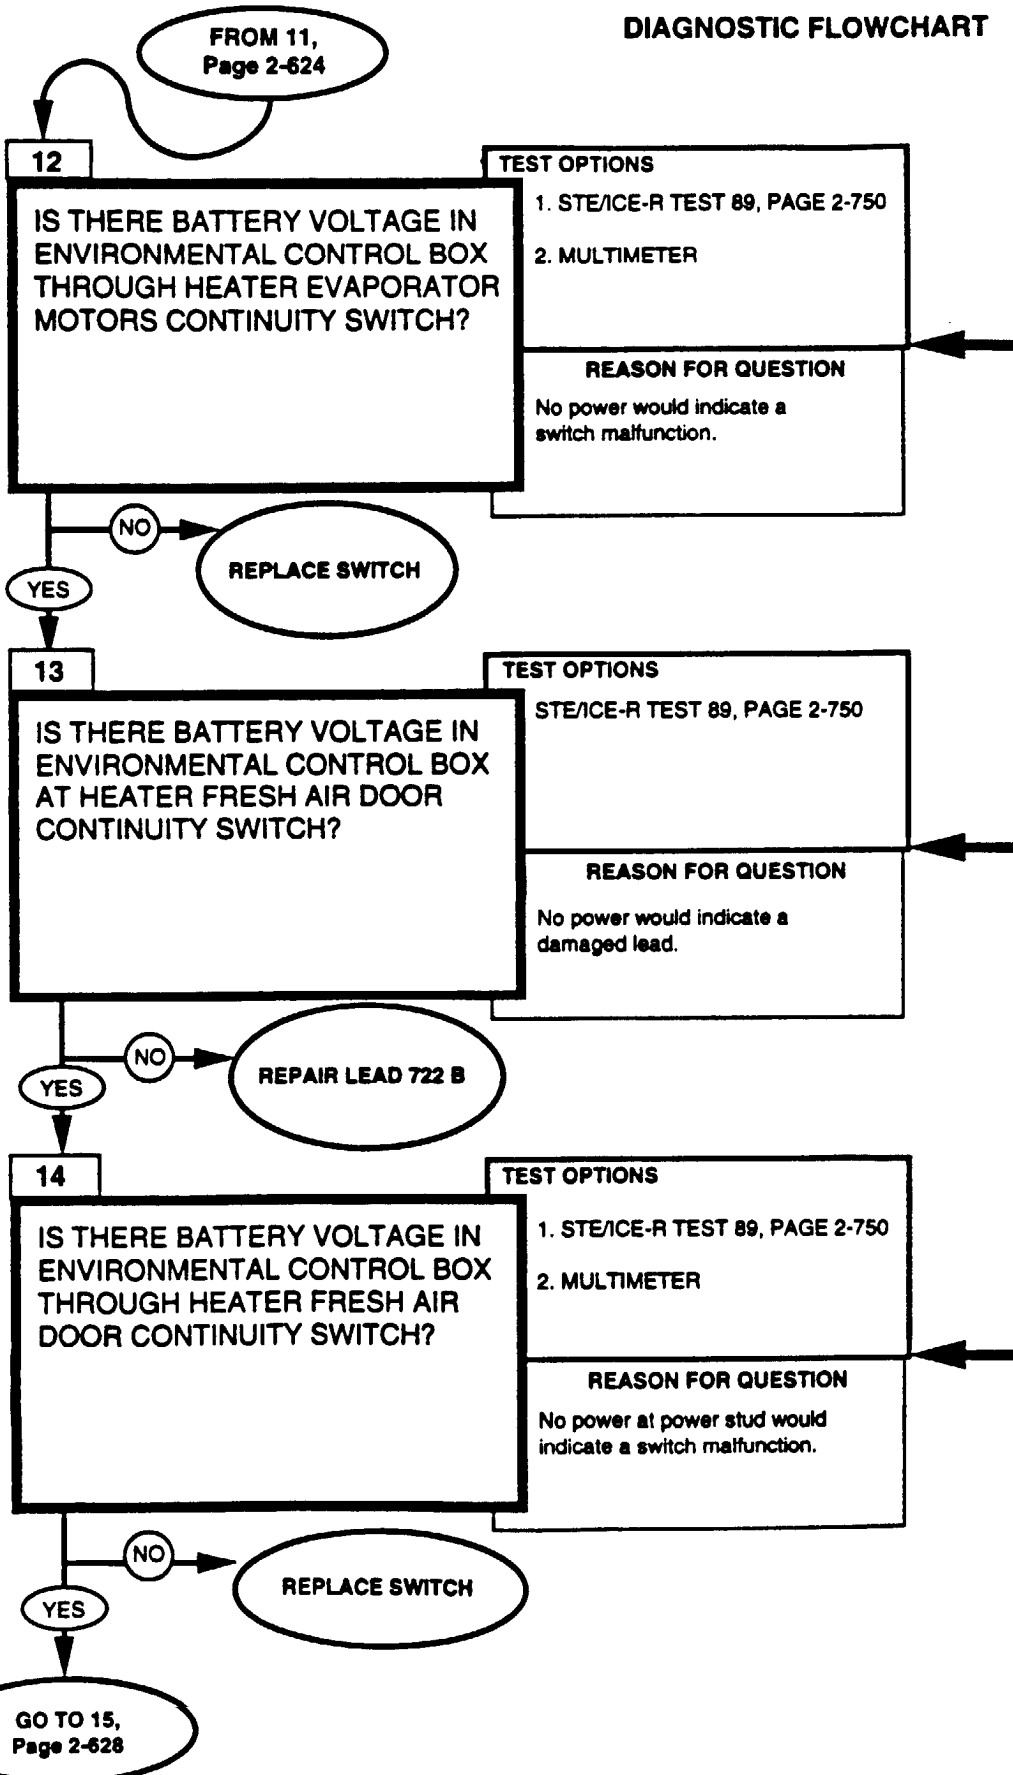 DIAGNOSTIC FLOWCHART
FROM 11,
Page 2-624
12
IS THERE BATTERY VOLTAGE IN
ENVIRONMENTAL CONTROL BOX
THROUGH HEATER EVAPORATOR
MOTORS CONTINUITY SWITCH?
TEST OPTIONS
1. STE/ICE-R TEST 89, PAGE 2-750
2. MULTIMETER
REASON FOR QUESTION
No power would indicate a
switch malfunction.
NO
REPLACE SWITCH
YES
13
IS THERE BATTERY VOLTAGE IN
ENVIRONMENTAL CONTROL BOX
AT HEATER FRESH AIR DOOR
CONTINUITY SWITCH?
TEST OPTIONS
STE/ICE-R TEST 89, PAGE 2-750
REASON FOR QUESTION
No power would indicate a
damaged lead.
NO
REPAIR LEAD 722 B
YES
14
IS THERE BATTERY VOLTAGE IN
ENVIRONMENTAL CONTROL BOX
THROUGH HEATER FRESH AIR
DOOR CONTINUITY SWITCH?
TEST OPTIONS
1. STE/ICE-R TEST 89, PAGE 2-750
2. MULTIMETER
REASON FOR QUESTION
No power at power stud would
indicate a switch malfunction.
NO
REPLACE SWITCH
YES
GO TO 15,
Page 2-628